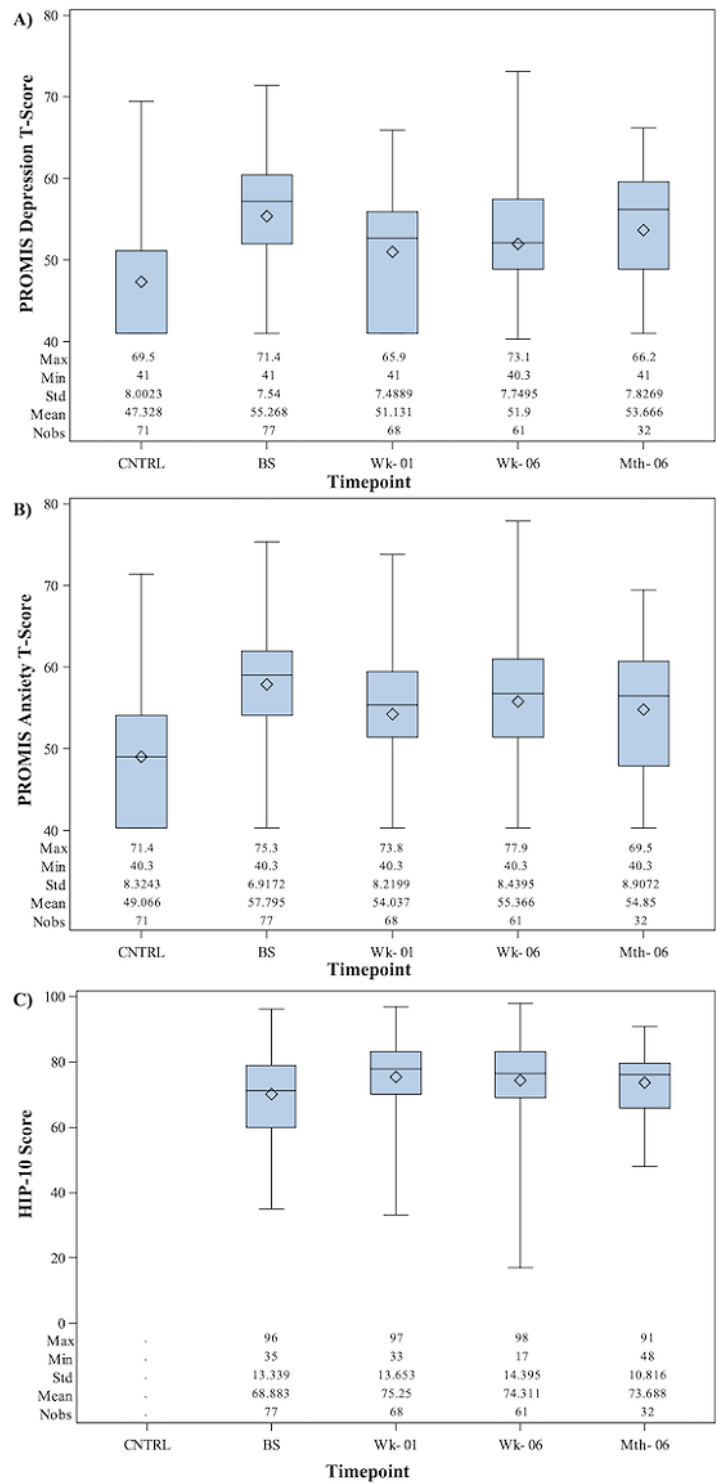 A)
PROMIS Depression T-Score
80
70
60
50
40
Max 69.5 71.4 65.9 73.1 66.2
Min 41 41 41 40.3 41
Std 8.0023 7.54 7.4889 7.7495 7.8269
Mean 47.328 55.268 51.131 51.9 53.666
Nobs 71 77 68 61 32
CNTRL BS Wk- 01 Wk- 06 Mth- 06
Timepoint
B)
PROMIS Anxiety T-Score
80
70
60
50
40
Max 71.4 75.3 73.8 77.9 69.5
Min 40.3 40.3 40.3 40.3 40.3
Std 8.3243 6.9172 8.2199 8.4395 8.9072
Mean 49.066 57.795 54.037 55.366 54.85
Nobs 71 77 68 61 32
CNTRL BS Wk- 01 Wk- 06 Mth- 06
Timepoint
C)
HIP-10 Score
100
80
60
40
20
0
Max . 96 97 98 91
Min . 35 33 17 48
Std . 13.339 13.653 14.395 10.816
Mean . 68.883 75.25 74.311 73.688
Nobs . 77 68 61 32
CNTRL BS Wk- 01 Wk- 06 Mth- 06
Timepoint